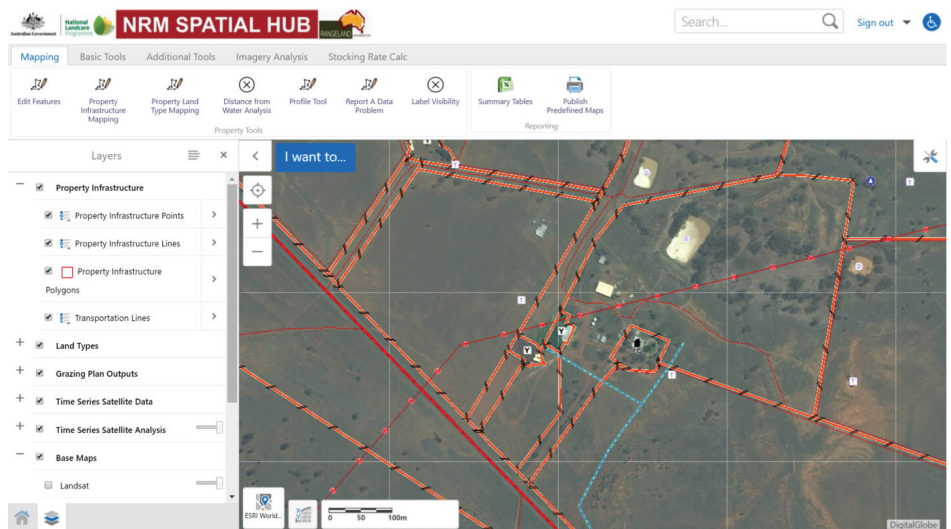 Australian Government
National
Landcare
Programme
NRM SPATIAL HUB
RANGELANDS
Search...
Sign out
Mapping
Basic Tools
Additional Tools
Imagery Analysis
Stocking Rate Calc
Edit Features
Property
Infrastructure
Mapping
Property Land
Type Mapping
Distance from
Water Analysis
Profile Tool
Report A Data
Problem
Label Visibility
Summary Tables
Publish
Predefined Maps
Property Tools
Reporting
Layers
I want to...
Property Infrastructure
Property Infrastructure Points
Property Infrastructure Lines
Property Infrastructure
Polygons
Transportation Lines
Land Types
Grazing Plan Outputs
Time Series Satellite Data
Time Series Satellite Analysis
Base Maps
Landsat
T
D
T
D
D
T
Y
Y
T
T
ESRI World...
0 50 100m
DigitalGlobe